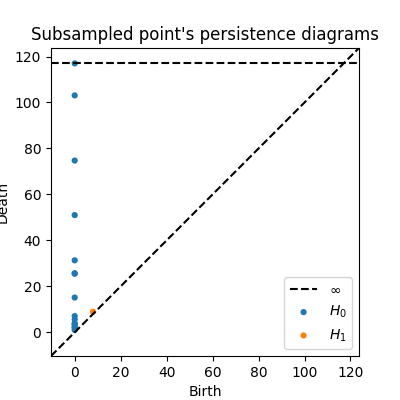 Subsampled point's persistence diagrams
120
100
80
60
40
20
0
Death
0 20 40 60 80 100 120
Birth
∞
H₀
H₁